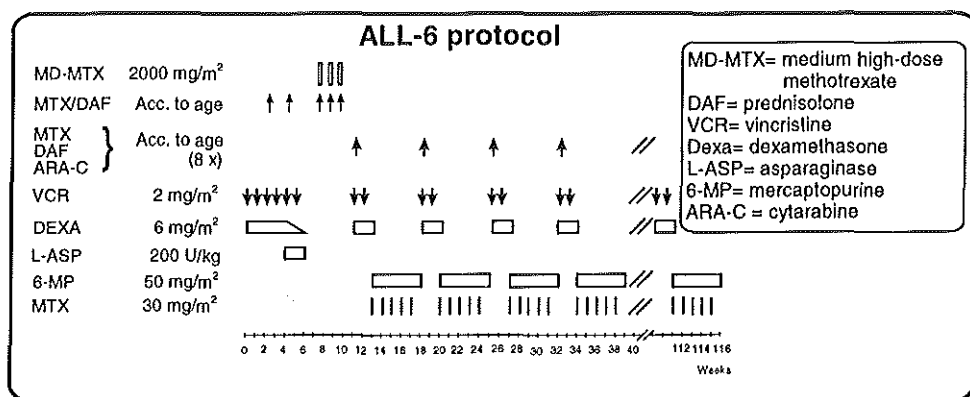 ALL-6 protocol
MD-MTX 2000 mg/m²
MTX/DAF Acc. to age
MTX
DAF
ARA-C
Acc. to age
(8 x)
VCR 2 mg/m²
DEXA 6 mg/m²
L-ASP 200 U/kg
6-MP 50 mg/m²
MTX 30 mg/m²
0 2 4 6 8 10 12 14 16 18 20 22 24 26 28 30 32 34 36 38 40 112 114 116
Weeks
MD-MTX= medium high-dose
methotrexate
DAF= prednisolone
VCR= vincristine
Dexa= dexamethasone
L-ASP= asparaginase
6-MP= mercaptopurine
ARA-C = cytarabine